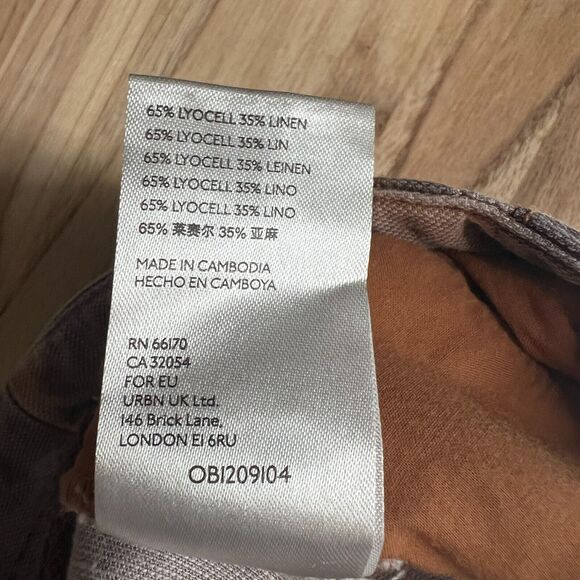 65% LYOCELL 35% LINEN
65% LYOCELL 35% LIN
65% LYOCELL 35% LEINEN
65% LYOCELL 35% LINO
65% LYOCELL 35% LINO
65% 莱赛尔 35% 亚麻
MADE IN CAMBODIA
HECHO EN CAMBOYA
RN 66170
CA 32054
FOR EU
URBN UK Ltd.
146 Brick Lane,
LONDON E1 6RU
OB1209104